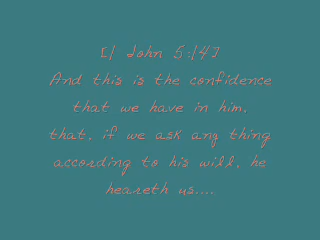 [1 John 5:14]
And this is the confidence
that we have in him,
that, if we ask any thing
according to his will, he
heareth us....